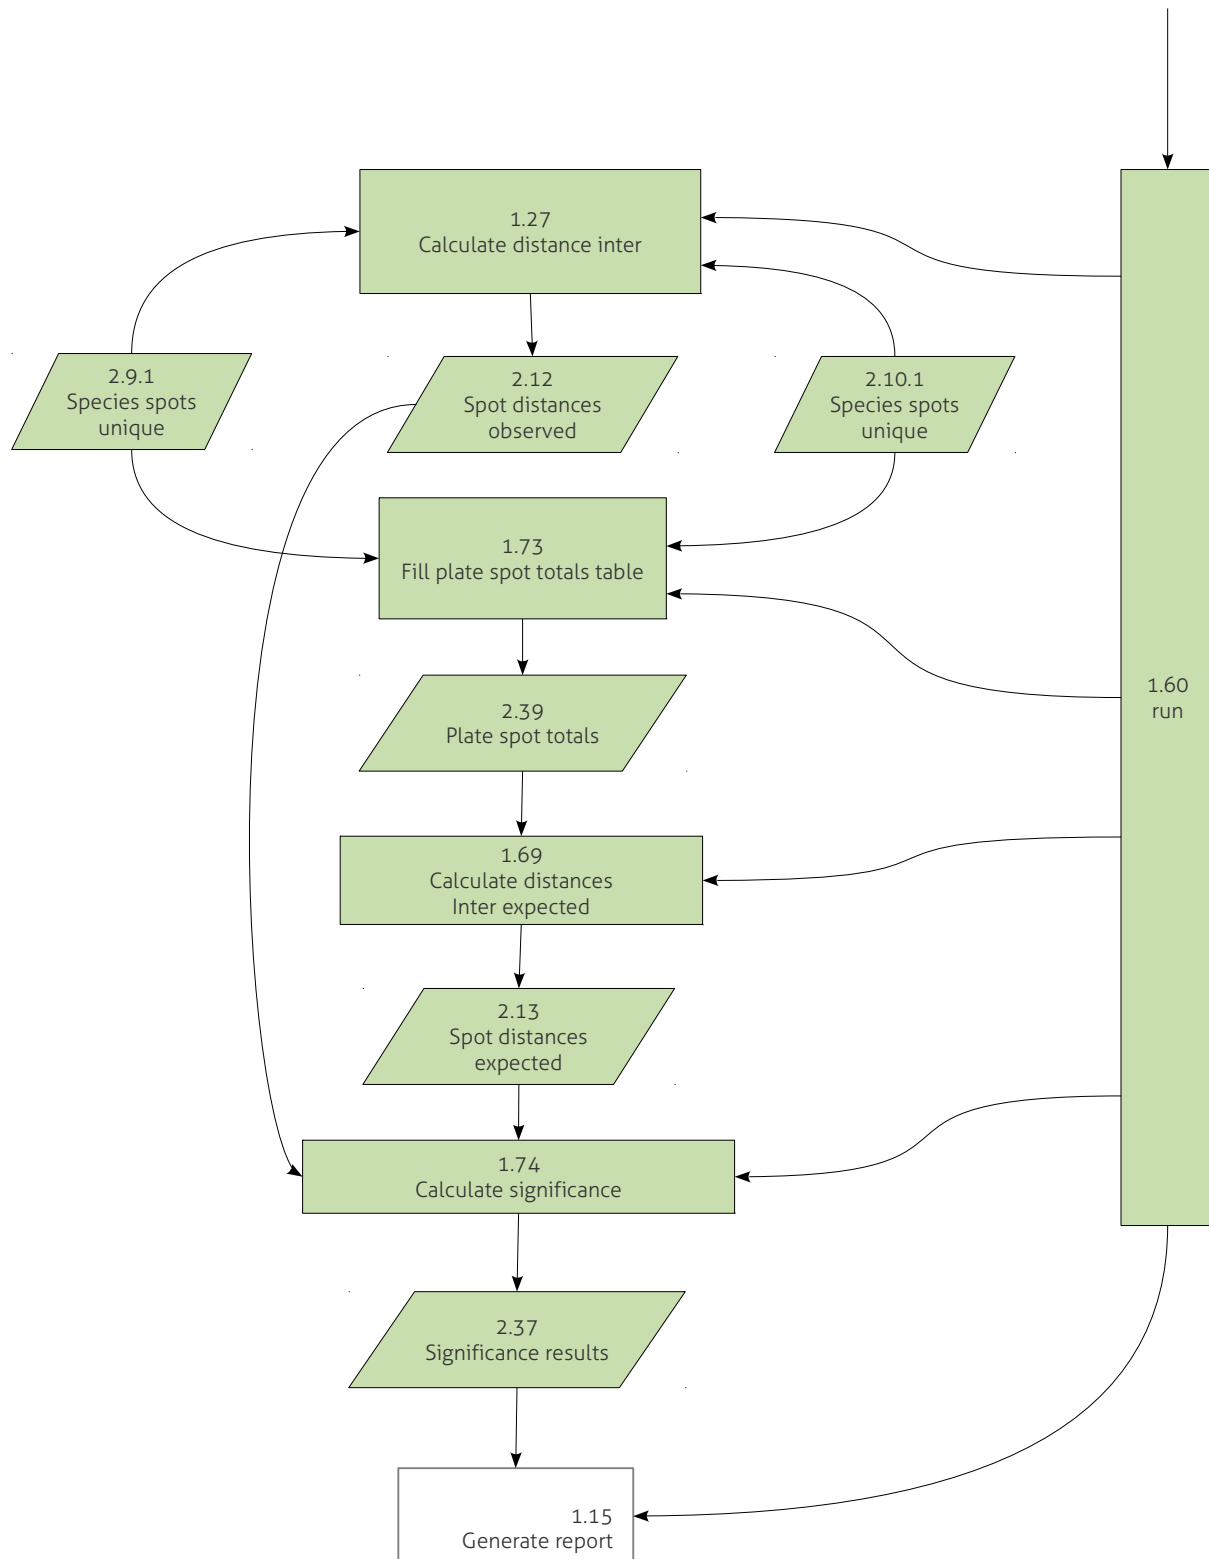 1.27
Calculate distance inter
2.9.1
Species spots
unique
2.12
Spot distances
observed
2.10.1
Species spots
unique
1.73
Fill plate spot totals table
1.60
run
2.39
Plate spot totals
1.69
Calculate distances
Inter expected
2.13
Spot distances
expected
1.74
Calculate significance
2.37
Significance results
1.15
Generate report